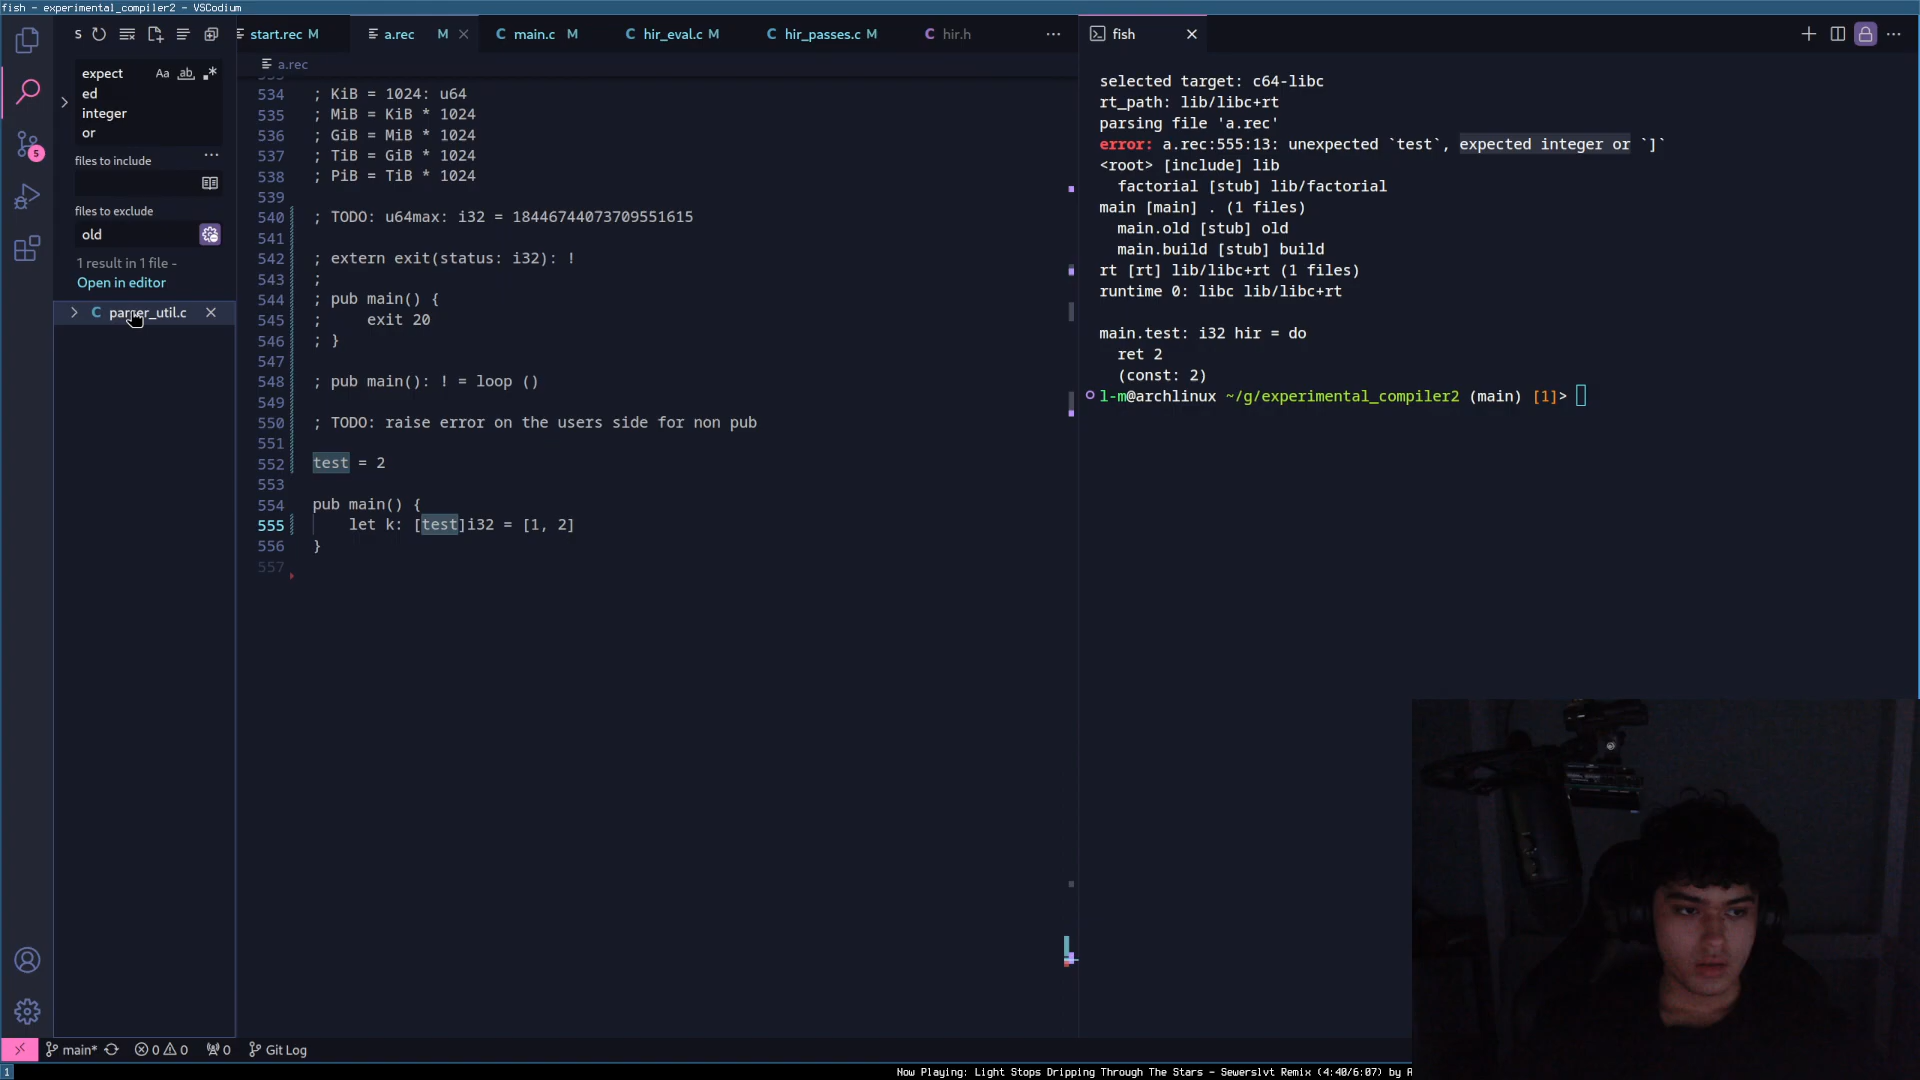 fish - experimental_compiler2 - VSCodium
S
expect
ed
integer
or
Aa ab
files to include
files to exclude
old
1 result in 1 file -
Open in editor
C parser_util.c
5
start.rec M
a.rec M
main.c M
C hir_eval.c M
C hir_passes.c M
C hir.h
a.rec
534 ; KiB = 1024: u64
535 ; MiB = KiB * 1024
536 ; GiB = MiB * 1024
537 ; TiB = GiB * 1024
538 ; PiB = TiB * 1024
539
540 ; TODO: u64max: i32 = 18446744073709551615
541
542 ; extern exit(status: i32): !
543 ;
544 ; pub main() {
545 ;     exit 20
546 ; }
547
548 ; pub main(): ! = loop ()
549
550 ; TODO: raise error on the users side for non pub
551
552 test = 2
553
554 pub main() {
555     let k: [test]i32 = [1, 2]
556 }
557
fish
selected target: c64-libc
rt_path: lib/libc+rt
parsing file 'a.rec'
error: a.rec:555:13: unexpected `test`, expected integer or `]`
<root> [include] lib
  factorial [stub] lib/factorial
main [main] . (1 files)
  main.old [stub] old
  main.build [stub] build
rt [rt] lib/libc+rt (1 files)
runtime 0: libc lib/libc+rt
main.test: i32 hir = do
  ret 2
  (const: 2)
l-m@archlinux ~/g/experimental_compiler2 (main) [1]>
main* 0 0 0 Git Log
1
Now Playing: Light Stops Dripping Through The Stars - Sewerslvt Remix (4:40/6:07) by